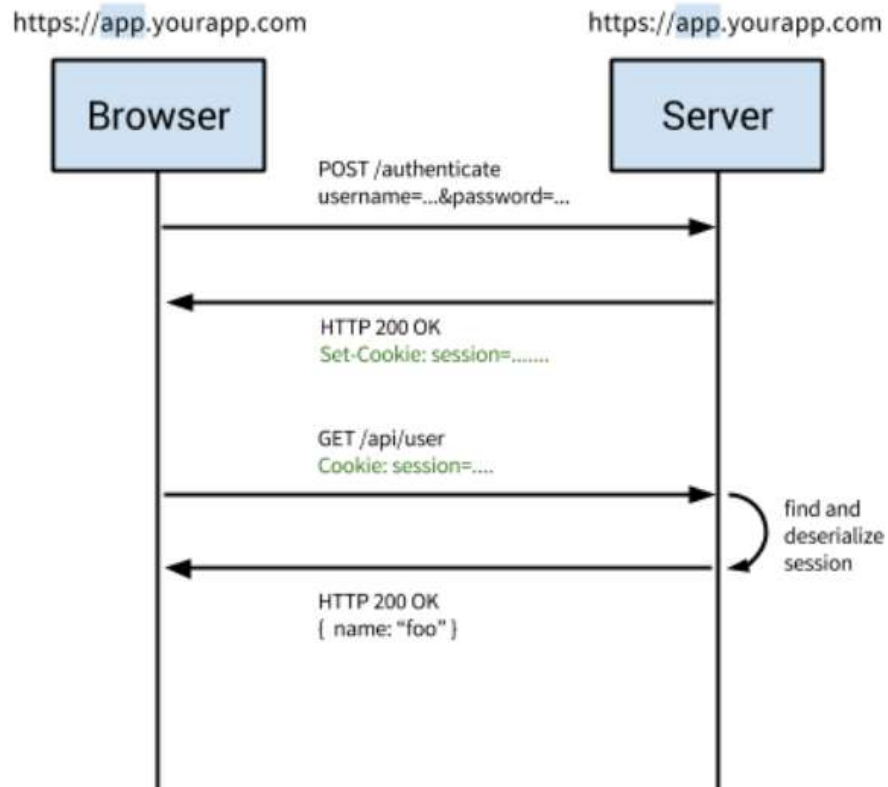 https://app.yourapp.com
https://app.yourapp.com
Browser
Server
POST /authenticate
username=...&password=...
HTTP 200 OK
Set-Cookie: session=.......
GET /api/user
Cookie: session=....
find and
deserialize
session
HTTP 200 OK
{ name: “foo” }